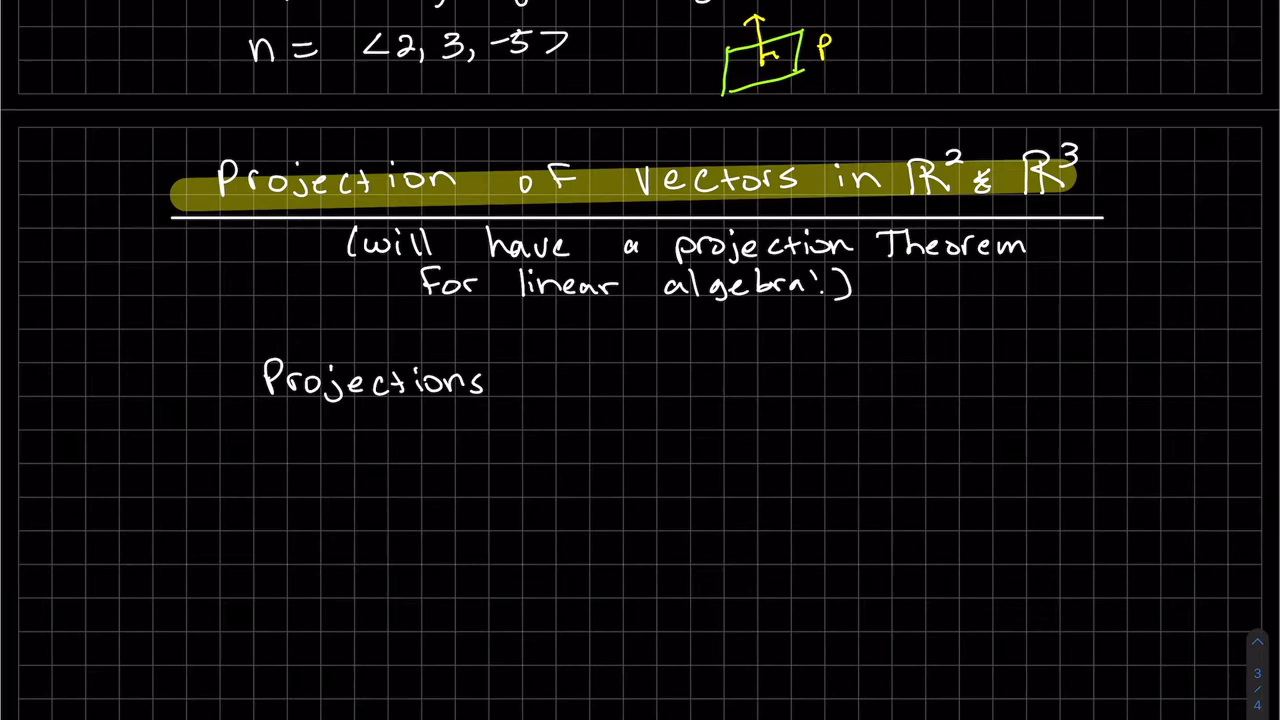 n = <2, 3, -5>
P
Projection of vectors in ℝ² & ℝ³
(will have a projection Theorem
For linear algebra!)
Projections
3
/
4